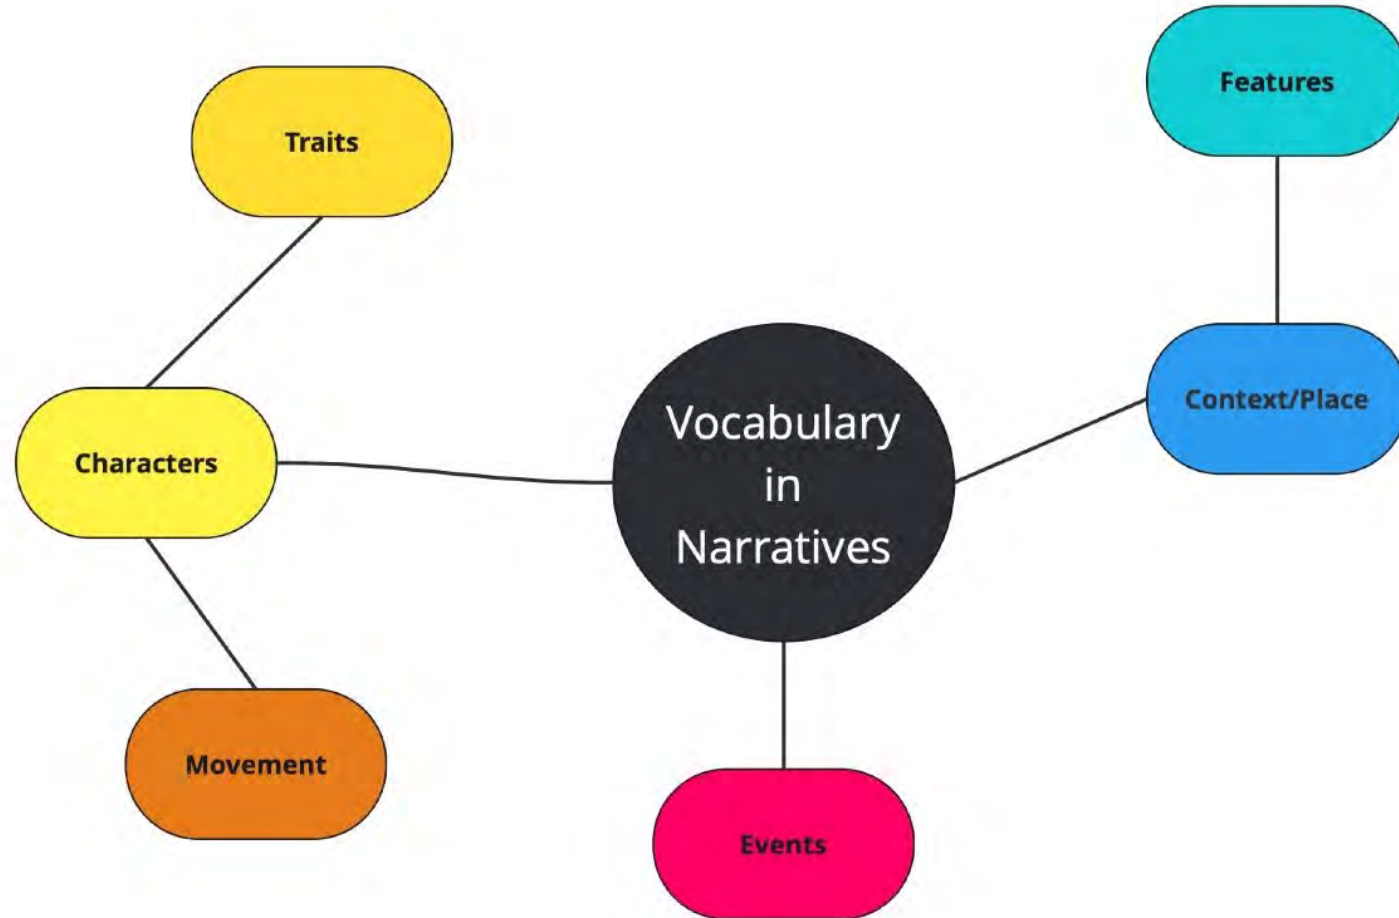 Features
Traits
Context/Place
Vocabulary
in
Narratives
Characters
Movement
Events